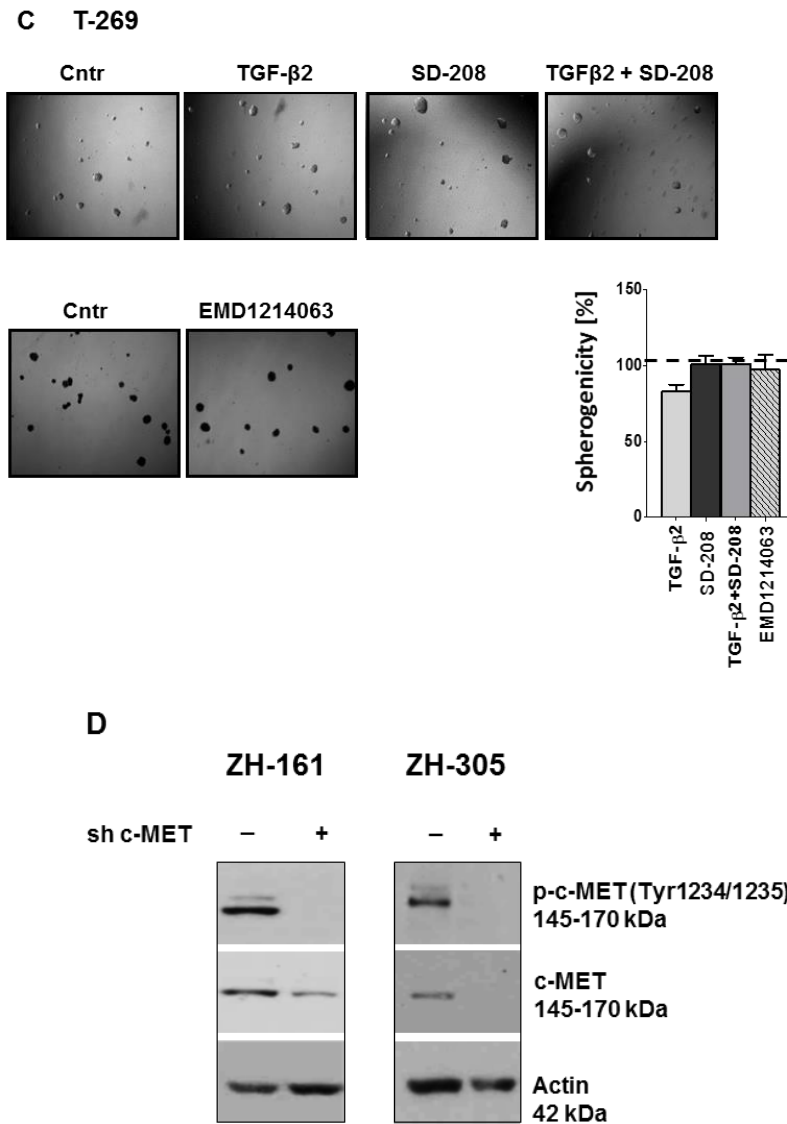 C T-269
Cntr TGF-β2 SD-208 TGFβ2 + SD-208
Cntr EMD1214063
Spherogenicity [%]
150
100
50
0
TGF-β2
SD-208
TGF-β2+SD-208
EMD1214063
D
ZH-161 ZH-305
sh c-MET – + – +
p-c-MET(Tyr1234/1235)
145-170 kDa
c-MET
145-170 kDa
Actin
42 kDa